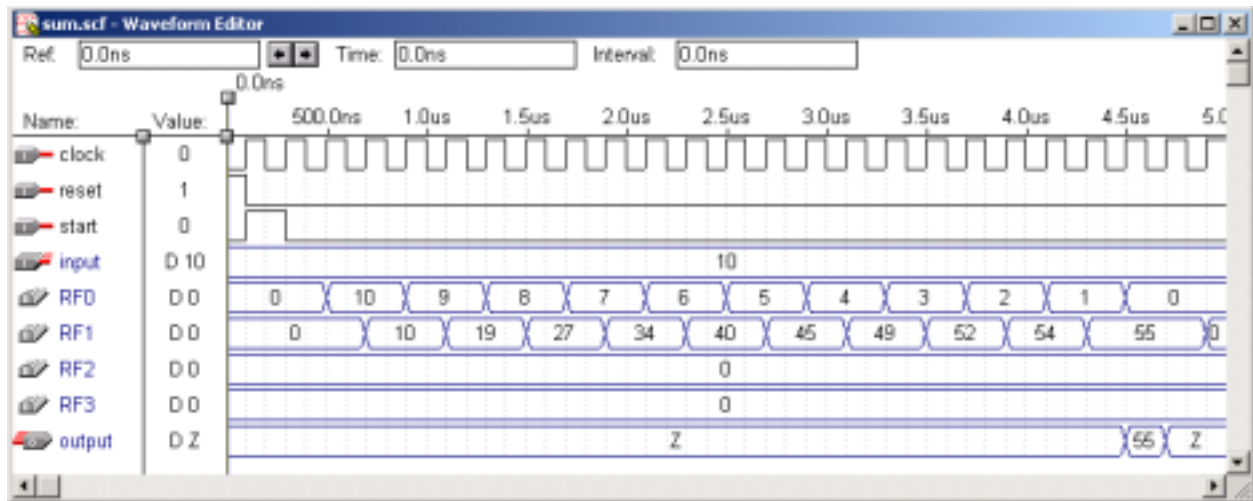 sum.scf - Waveform Editor
Ref: 0.0ns Time: 0.0ns Interval: 0.0ns
0.0ns
Name: Value: 500.0ns 1.0us 1.5us 2.0us 2.5us 3.0us 3.5us 4.0us 4.5us 5.0
clock 0
reset 1
start 0
input D 10 10
RF0 D 0 0 10 9 8 7 6 5 4 3 2 1 0
RF1 D 0 0 10 19 27 34 40 45 49 52 54 55 0
RF2 D 0 0
RF3 D 0 0
output D Z Z 55 Z